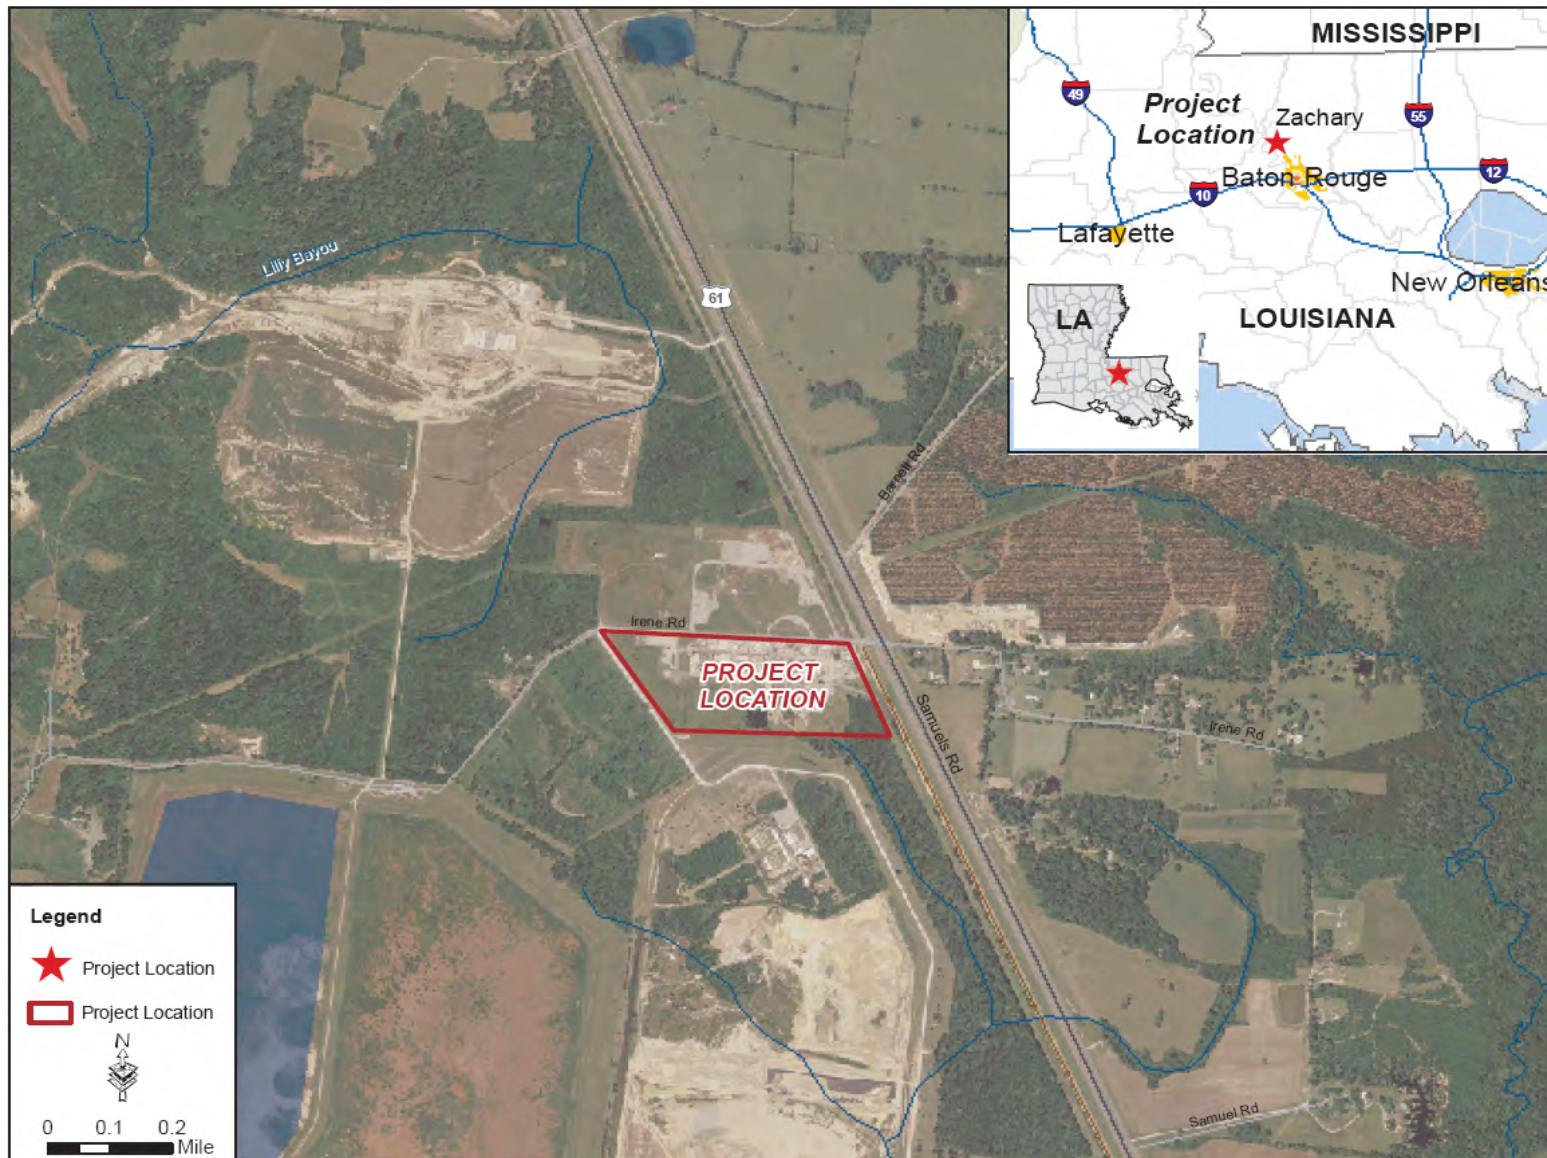 MISSISSIPPI
49
55
Project
Location
Zachary
12
10
Baton Rouge
Lafayette
New Orleans
LA
LOUISIANA
Lilly Bayou
61
Barnett Rd
Irene Rd
PROJECT
LOCATION
Samuels Rd
Irene Rd
Samuel Rd
Legend
Project Location
Project Location
N
0 0.1 0.2
Mile